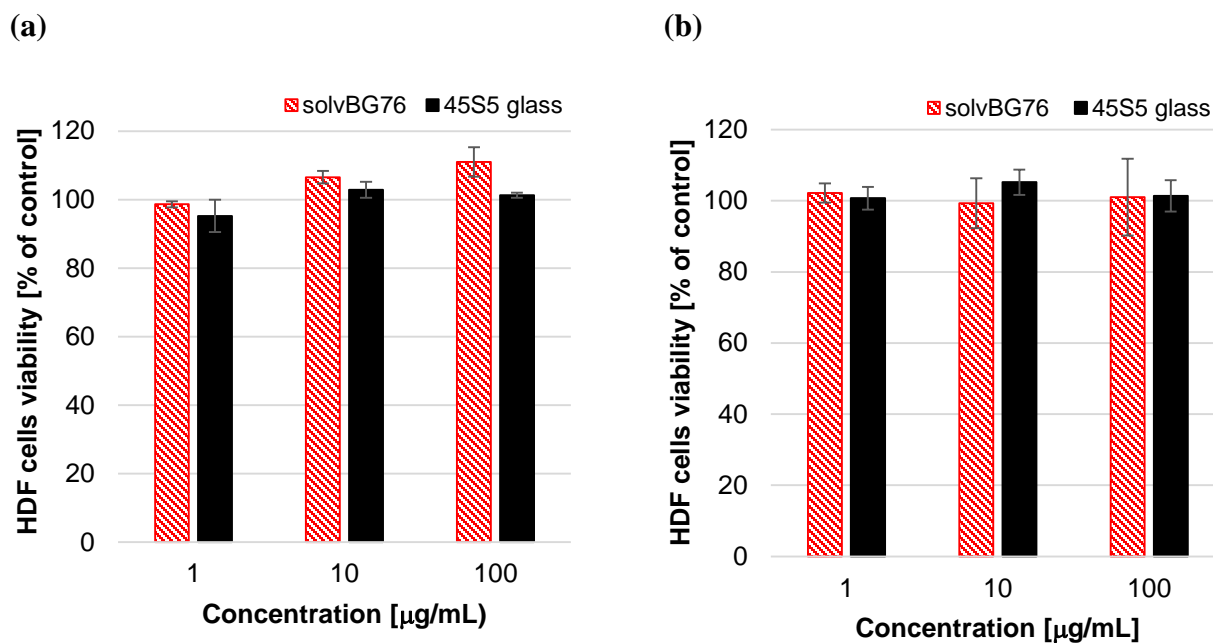 (a)
solvBG76 45S5 glass
HDF cells viability [% of control]
120
100
80
60
40
20
0
1 10 100
Concentration [µg/mL)
(b)
solvBG76 45S5 glass
HDF cells viability [% of control]
120
100
80
60
40
20
0
1 10 100
Concentration [µg/mL]